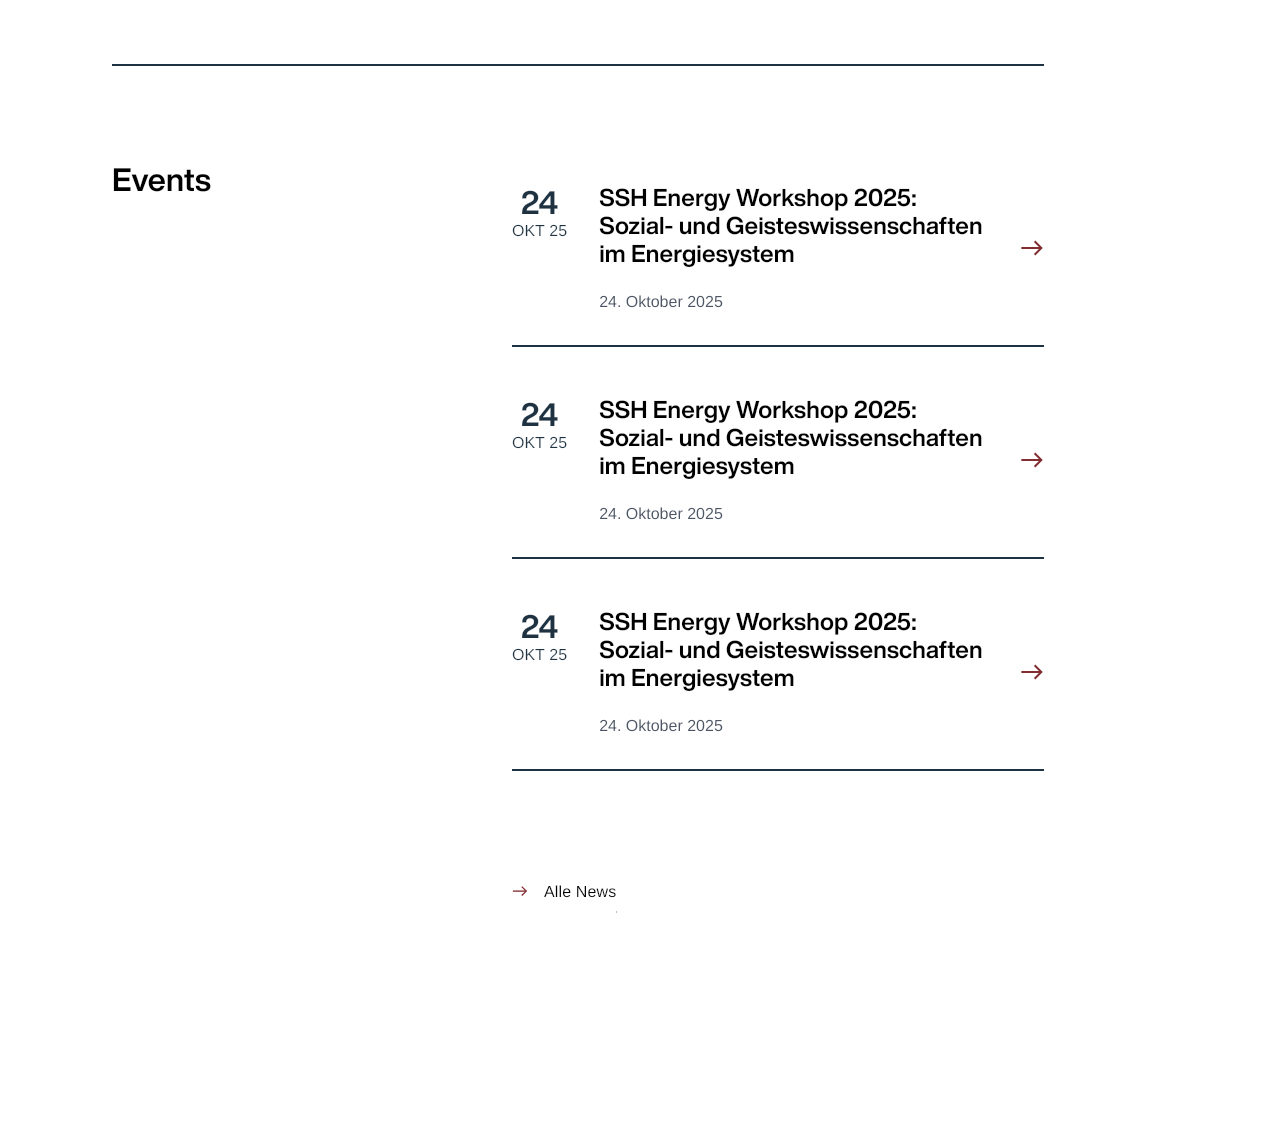 Events
24
OKT 25
SSH Energy Workshop 2025:
Sozial- und Geisteswissenschaften
im Energiesystem
24. Oktober 2025
24
OKT 25
SSH Energy Workshop 2025:
Sozial- und Geisteswissenschaften
im Energiesystem
24. Oktober 2025
24
OKT 25
SSH Energy Workshop 2025:
Sozial- und Geisteswissenschaften
im Energiesystem
24. Oktober 2025
Alle News